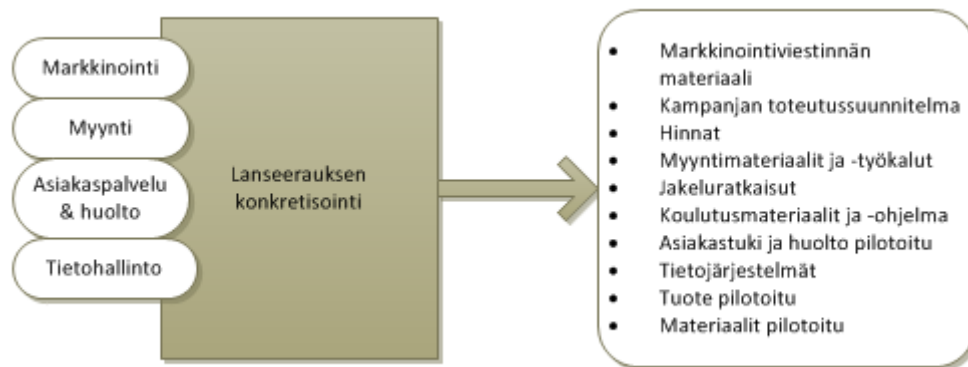 Markkinointi
Myynti
Asiakaspalvelu
& huolto
Tietohallinto
Lanseerauksen
konkretisointi
• Markkinointiviestinnän
materiaali
• Kampanjan toteutussuunnitelma
• Hinnat
• Myyntimateriaalit ja -työkalut
• Jakeluratkaisut
• Koulutusmateriaalit ja -ohjelma
• Asiakastuki ja huolto pilotoitu
• Tietojärjestelmät
• Tuote pilotoitu
• Materiaalit pilotoitu